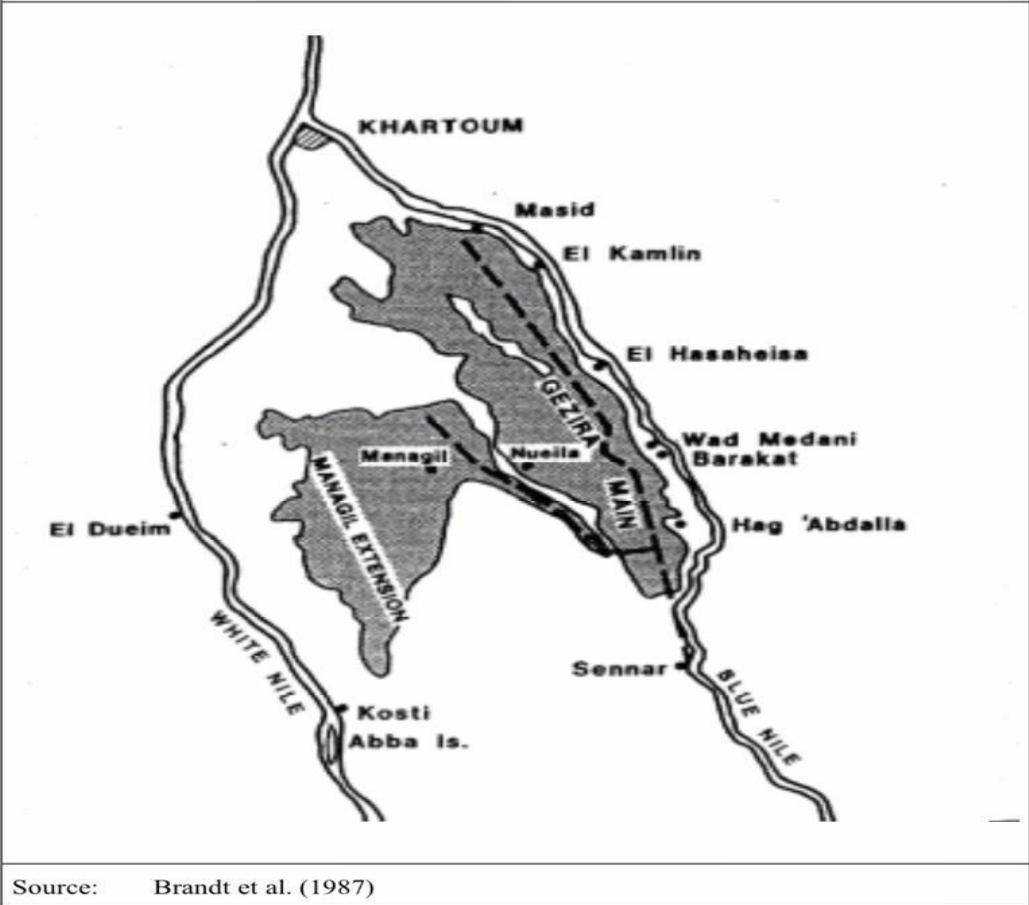 KHARTOUM
Masid
El Kamlin
El Hasaheisa
GEZIRA
MAIN
Wad Medani
Barakat
Managil
Nueila
MANAGIL EXTENSION
Hag 'Abdalla
El Dueim
WHITE NILE
Sennar
BLUE NILE
Kosti
Abba Is.
Source: Brandt et al. (1987)